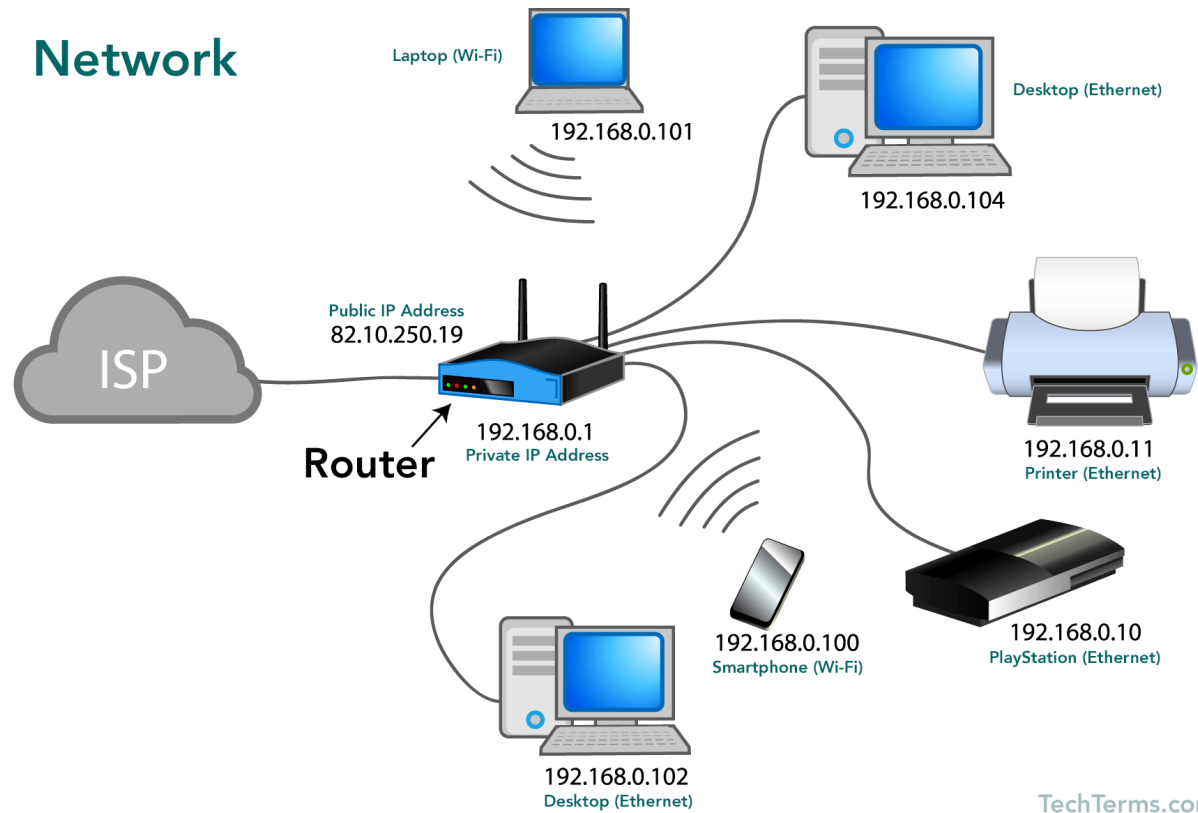 Network
Laptop (Wi-Fi)
192.168.0.101
Desktop (Ethernet)
192.168.0.104
ISP
Public IP Address
82.10.250.19
Router
192.168.0.1
Private IP Address
192.168.0.11
Printer (Ethernet)
192.168.0.10
PlayStation (Ethernet)
192.168.0.100
Smartphone (Wi-Fi)
192.168.0.102
Desktop (Ethernet)
TechTerms.com